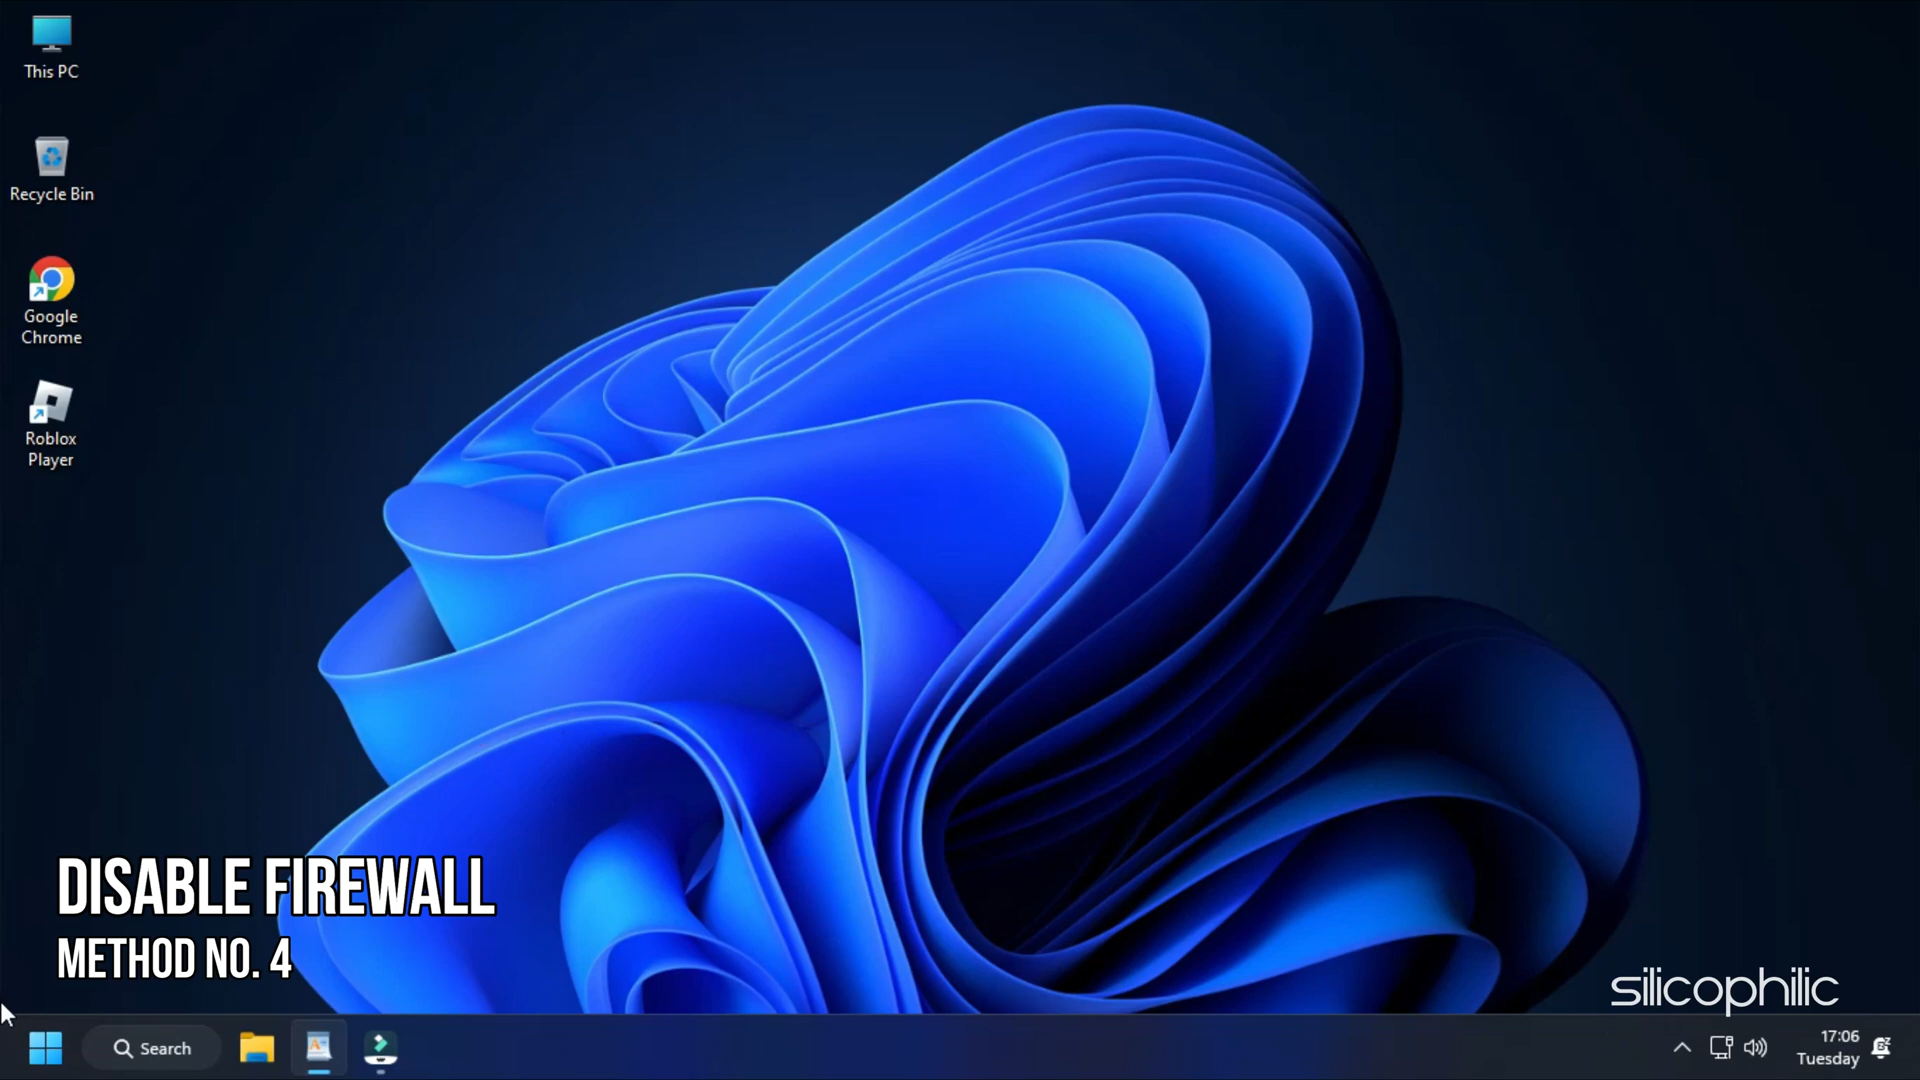 This PC
Recycle Bin
Google
Chrome
Roblox
Player
DISABLE FIREWALL
METHOD NO. 4
silicophilic
Search
17:06
Tuesday